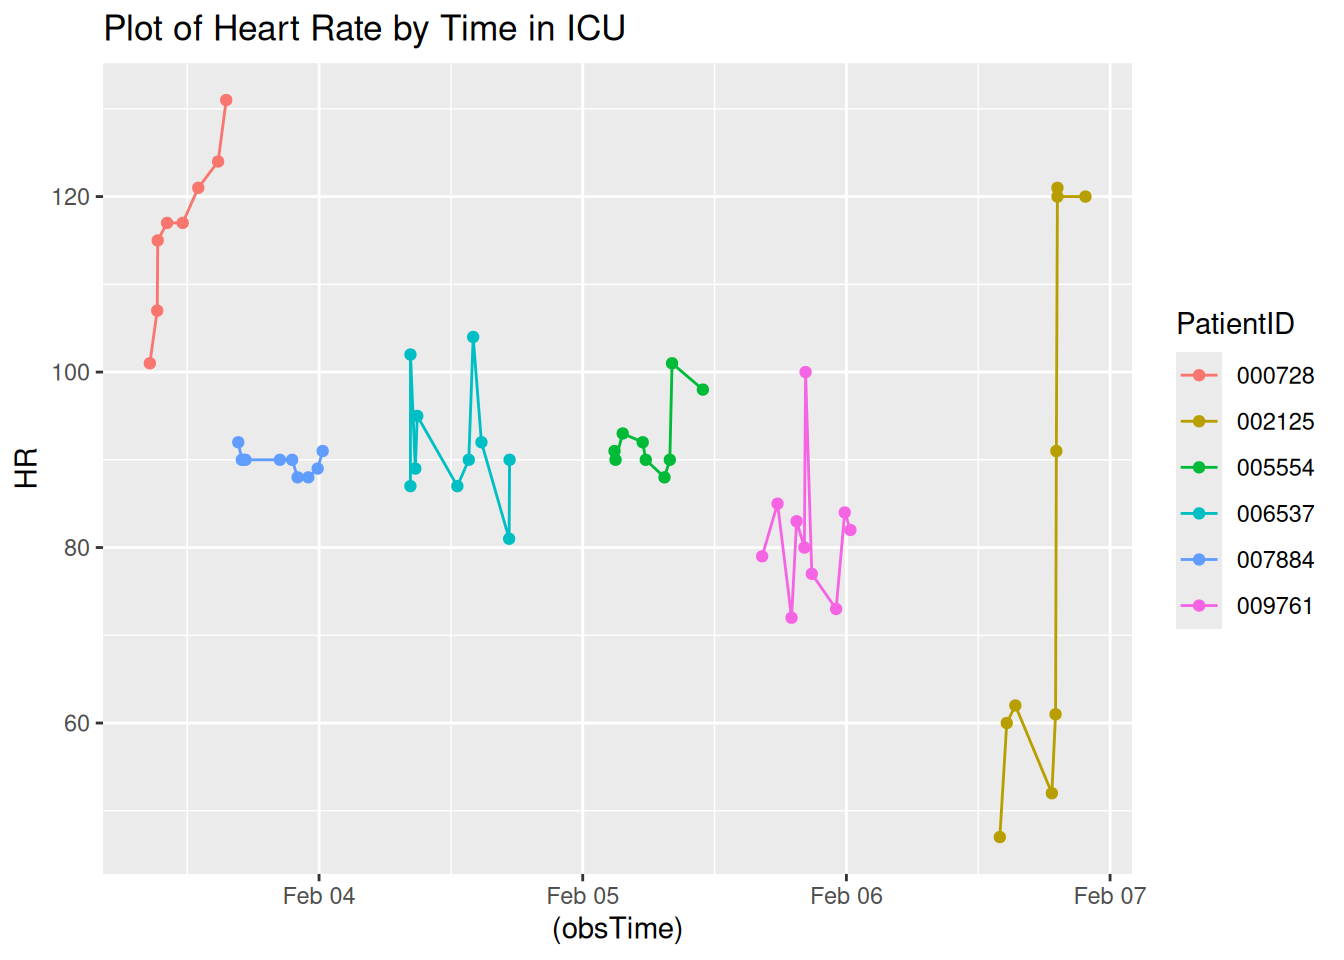 Plot of Heart Rate by Time in ICU
HR
120
100
80
60
Feb 04
Feb 05
Feb 06
Feb 07
(obsTime)
PatientID
000728
002125
005554
006537
007884
009761